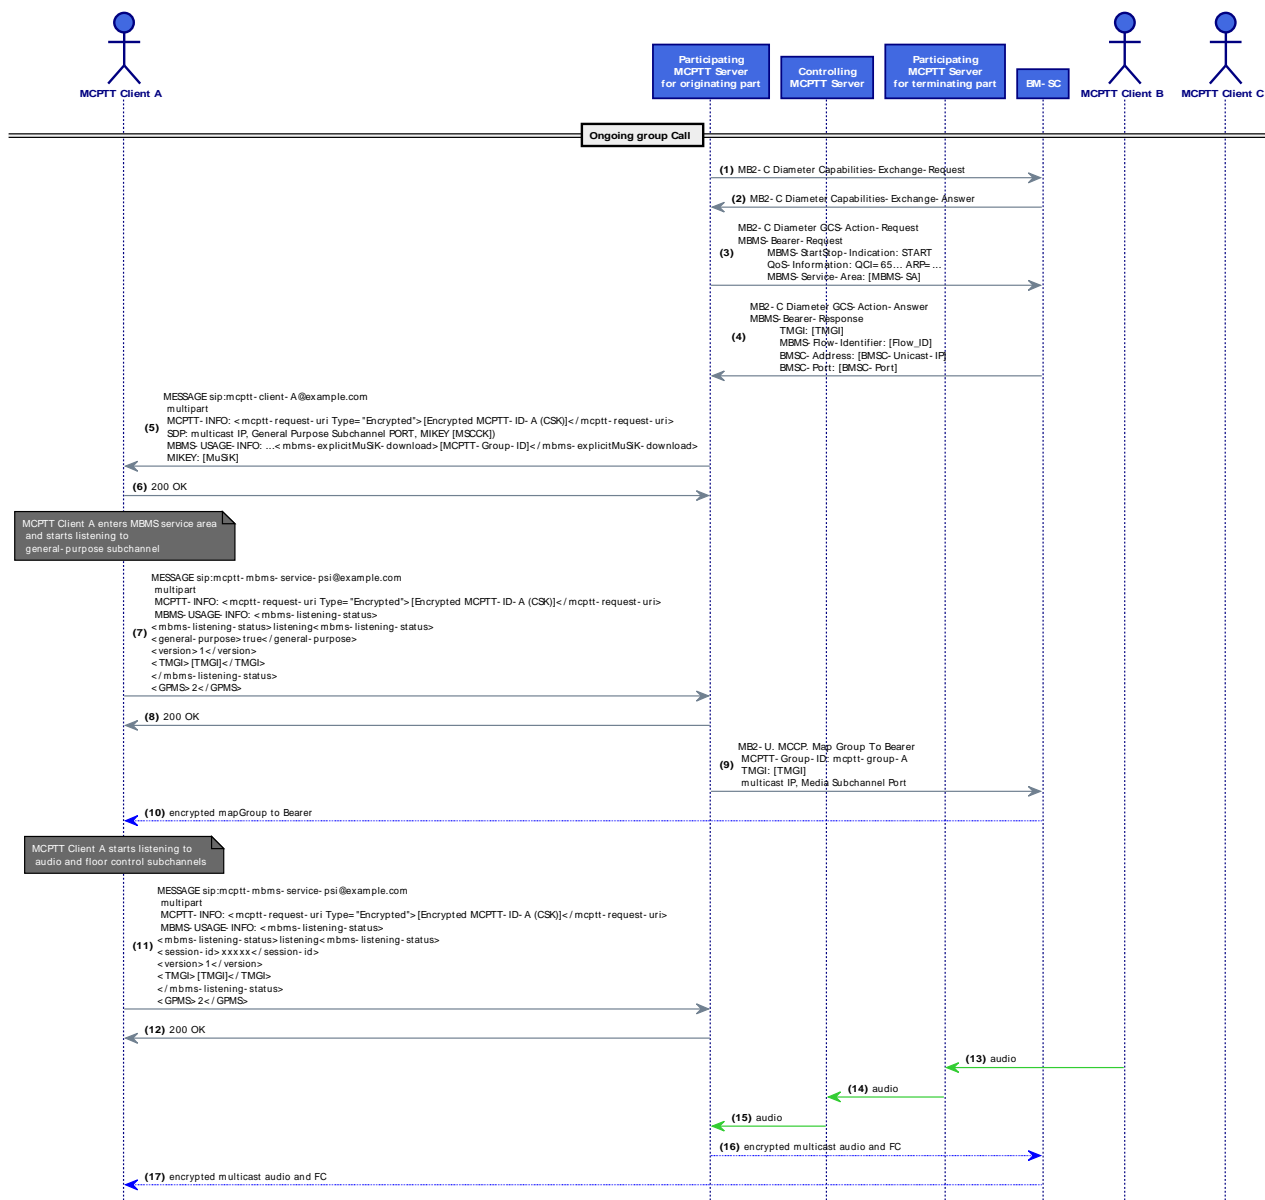 MCPTT Client A
Participating
MCPTT Server
for originating part
Controlling
MCPTT Server
Participating
MCPTT Server
for terminating part
BM-SC
MCPTT Client B
MCPTT Client C
Ongoing group Call
(1) MB2-C Diameter Capabilities-Exchange-Request
(2) MB2-C Diameter Capabilities-Exchange-Answer
MB2-C Diameter GCS-Action-Request
MBMS-Bearer-Request
(3) MBMS-StartStop-Indication: START
QoS-Information: QCI=65... ARP=...
MBMS-Service-Area: [MBMS-SA]
MB2-C Diameter GCS-Action-Answer
MBMS-Bearer-Response
TMGI: [TMGI]
(4) MBMS-Flow-Identifier: [Flow_ID]
BMSC-Address: [BMSC-Unicast-IP]
BMSC-Port: [BMSC-Port]
MESSAGE sip:mcptt-client-A@example.com
multipart
MCPTT-INFO: <mcptt-request-uri Type="Encrypted">[Encrypted MCPTT-ID-A (CSK)]</mcptt-request-uri>
(5) SDP: multicast IP, General Purpose Subchannel PORT, MIKEY [MSCCK])
MBMS-USAGE-INFO: ...<mbms-explicitMuSiK-download>[MCPTT-Group-ID]</mbms-explicitMuSiK-download>
MIKEY: [MuSiK]
(6) 200 OK
MCPTT Client A enters MBMS service area
and starts listening to
general-purpose subchannel
MESSAGE sip:mcptt-mbms-service-psi@example.com
multipart
MCPTT-INFO: <mcptt-request-uri Type="Encrypted">[Encrypted MCPTT-ID-A (CSK)]</mcptt-request-uri>
MBMS-USAGE-INFO: <mbms-listening-status>
(7) <mbms-listening-status>listening<mbms-listening-status>
<general-purpose>true</general-purpose>
<version>1</version>
<TMGI>[TMGI]</TMGI>
</mbms-listening-status>
<GPMS>2</GPMS>
(8) 200 OK
MB2-U. MCCP. Map Group To Bearer
MCPTT-Group-ID: mcptt-group-A
(9) TMGI: [TMGI]
multicast IP, Media Subchannel Port
(10) encrypted mapGroup to Bearer
MCPTT Client A starts listening to
audio and floor control subchannels
MESSAGE sip:mcptt-mbms-service-psi@example.com
multipart
MCPTT-INFO: <mcptt-request-uri Type="Encrypted">[Encrypted MCPTT-ID-A (CSK)]</mcptt-request-uri>
MBMS-USAGE-INFO: <mbms-listening-status>
(11) <mbms-listening-status>listening<mbms-listening-status>
<session-id>xxxxx</session-id>
<version>1</version>
<TMGI>[TMGI]</TMGI>
</mbms-listening-status>
<GPMS>2</GPMS>
(12) 200 OK
(13) audio
(14) audio
(15) audio
(16) encrypted multicast audio and FC
(17) encrypted multicast audio and FC